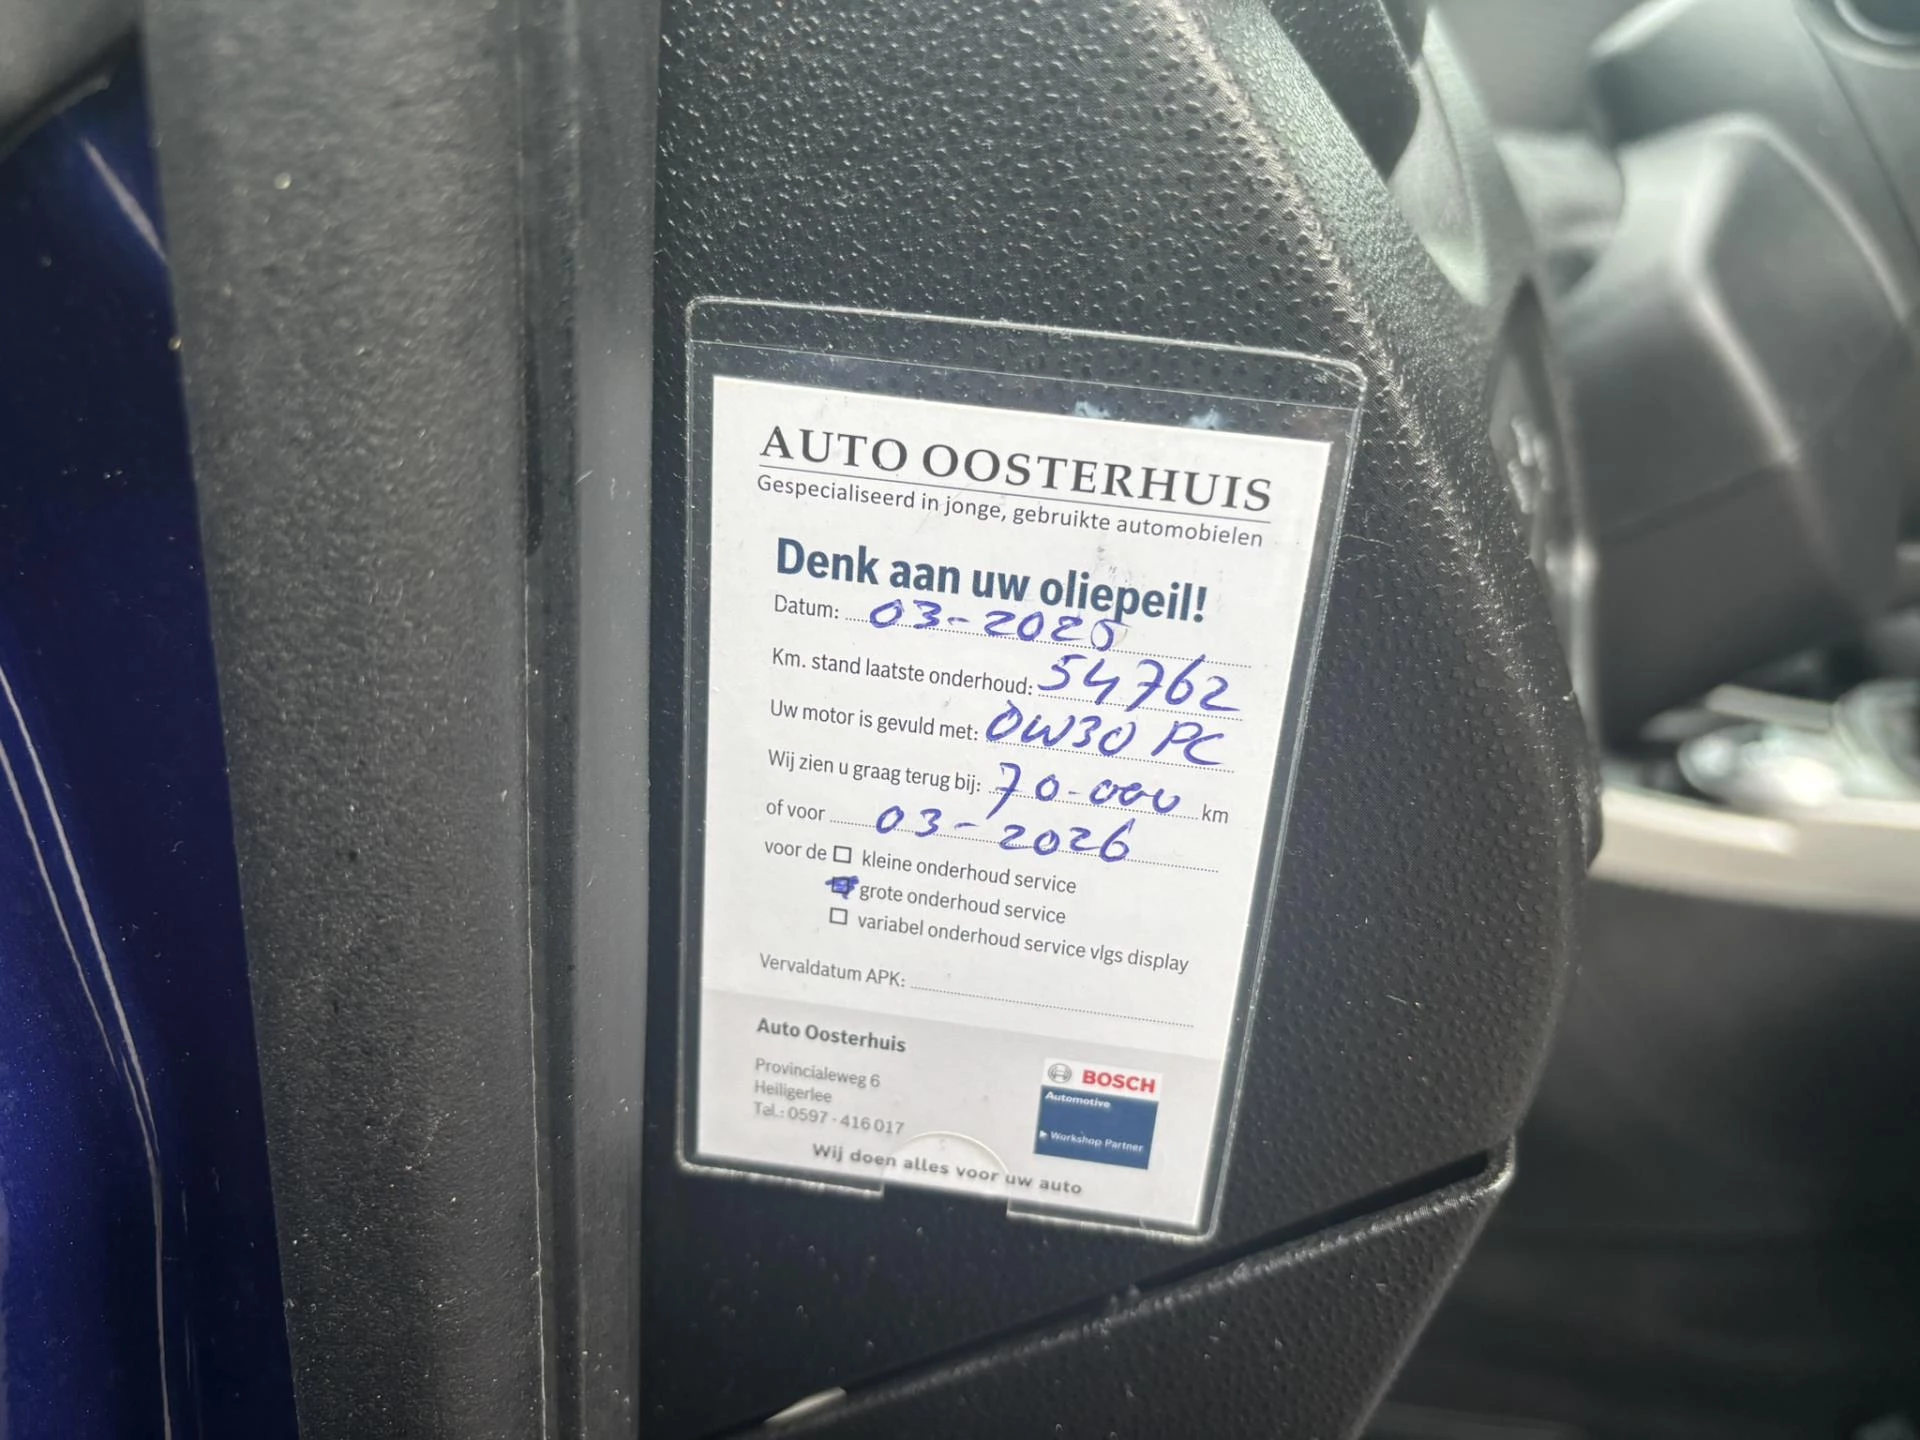 AUTO OOSTERHUIS
Gespecialiseerd in jonge, gebruikte automobielen
Denk aan uw oliepeil!
Datum: 03-2025
Km. stand laatste onderhoud: 54762
Uw motor is gevuld met: 0W30 PC
Wij zien u graag terug bij: 70.000 km
of voor 03-2026
voor de ☐ kleine onderhoud service
☒ grote onderhoud service
☐ variabel onderhoud service vlgs display
Vervaldatum APK:
Auto Oosterhuis
Provincialeweg 6
Heiligerlee
Tel.: 0597 - 416 017
BOSCH
Automotive
Workshop Partner
Wij doen alles voor uw auto